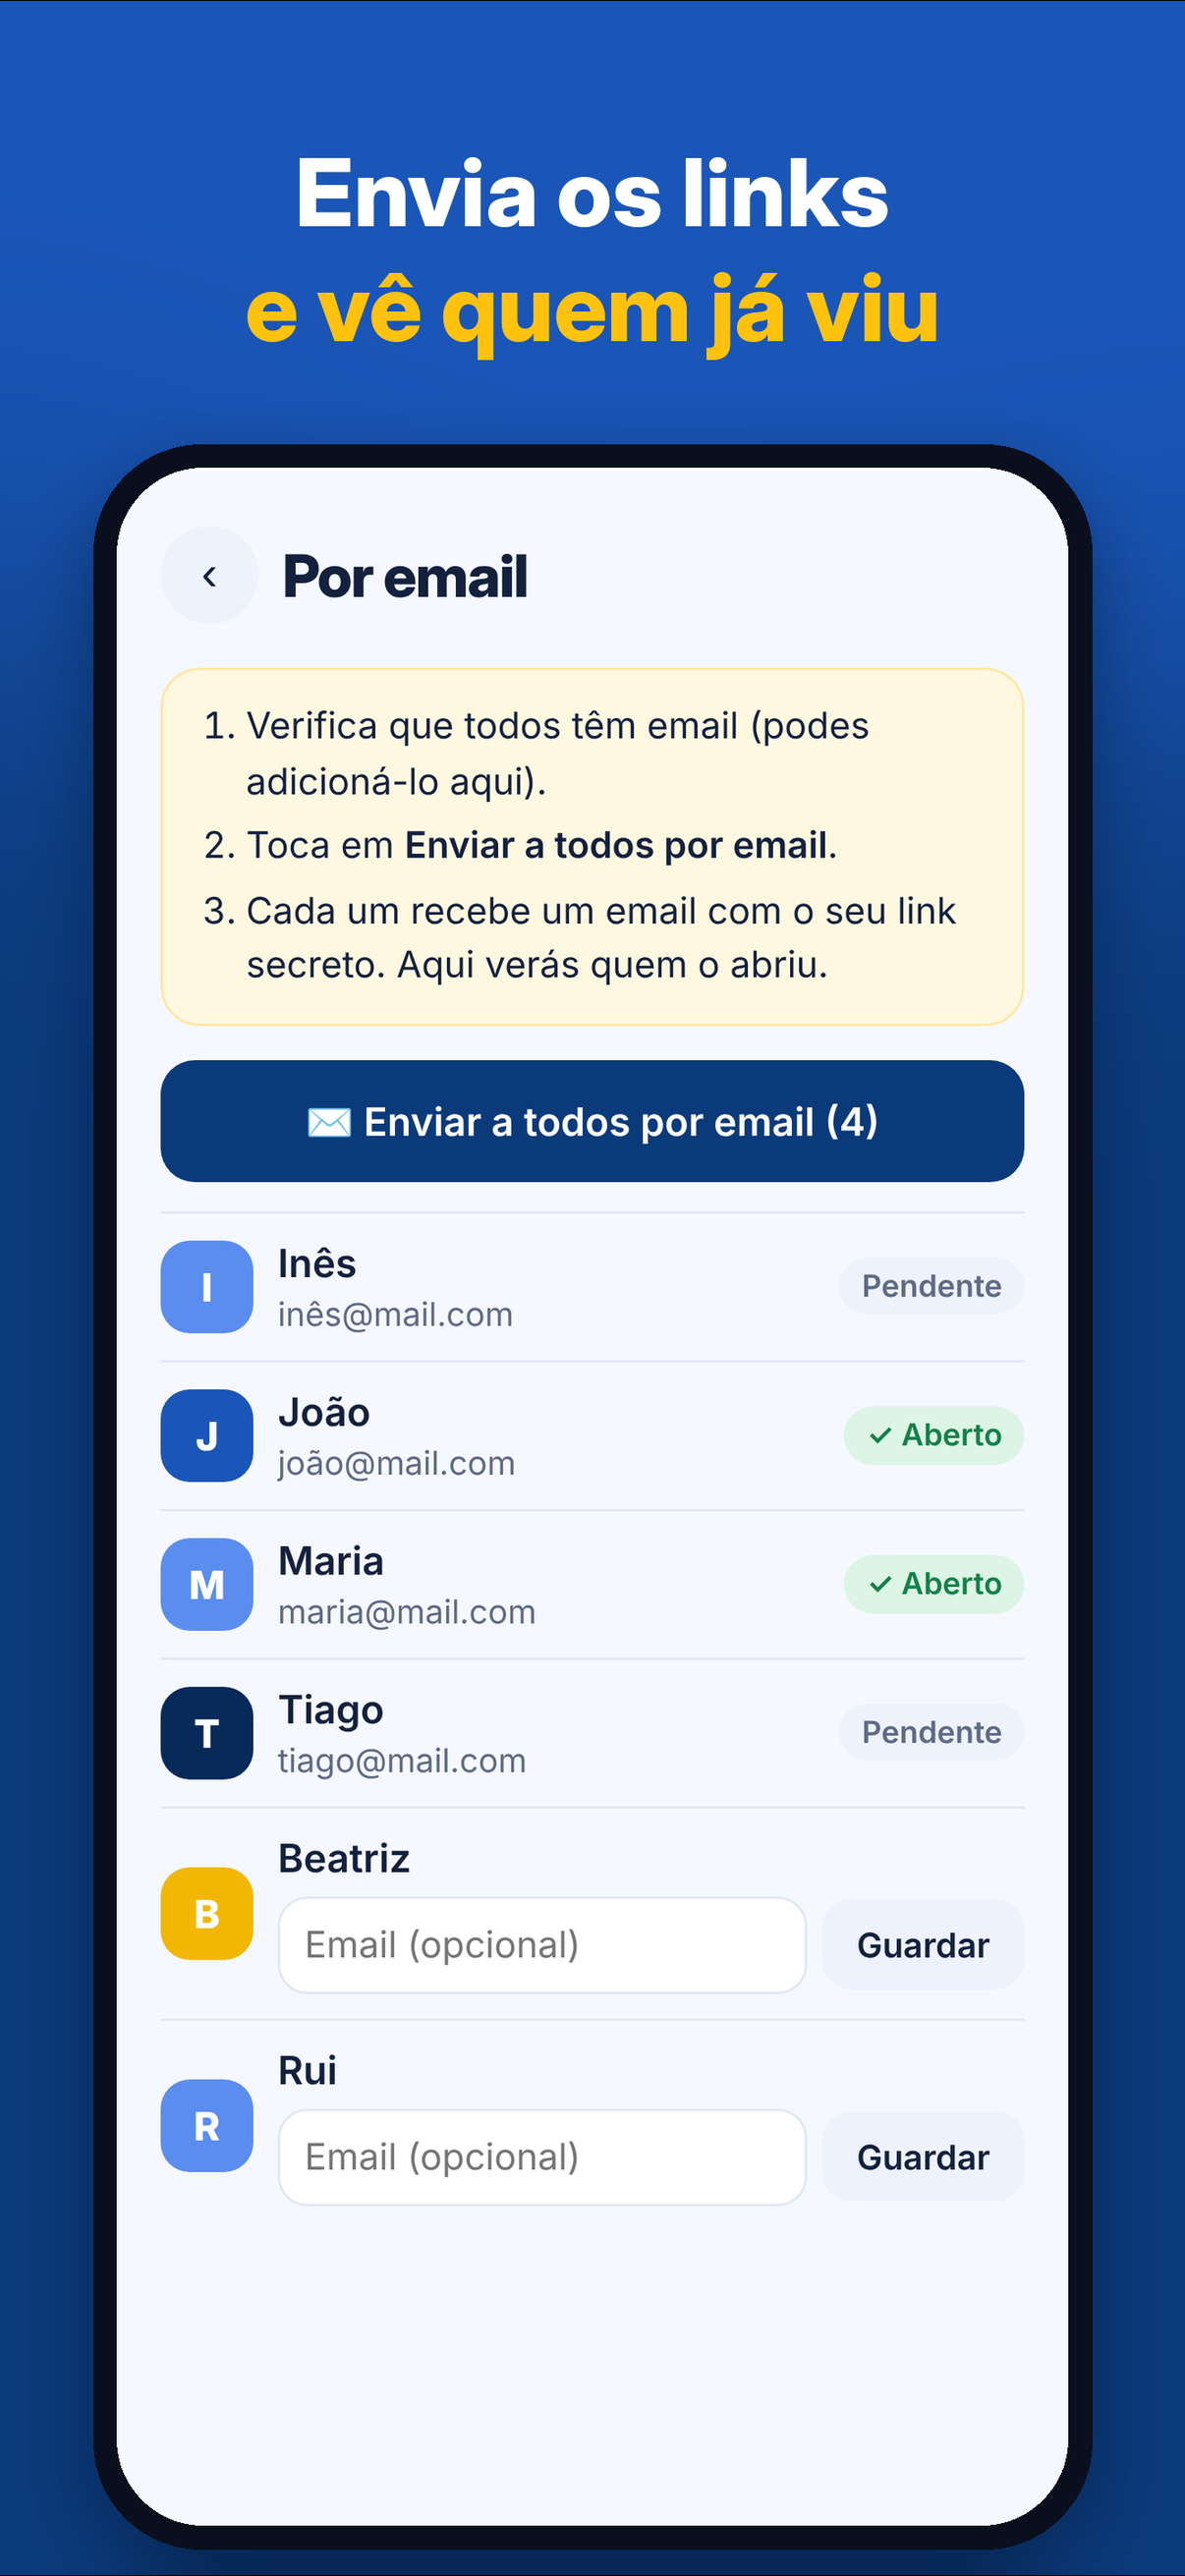 Envia os links
e vê quem já viu
‹ Por email
1. Verifica que todos têm email (podes
adicioná-lo aqui).
2. Toca em Enviar a todos por email.
3. Cada um recebe um email com o seu link
secreto. Aqui verás quem o abriu.
✉️ Enviar a todos por email (4)
I
Inês
inês@mail.com
Pendente
J
João
joão@mail.com
✓ Aberto
M
Maria
maria@mail.com
✓ Aberto
T
Tiago
tiago@mail.com
Pendente
B
Beatriz
Email (opcional)
Guardar
R
Rui
Email (opcional)
Guardar